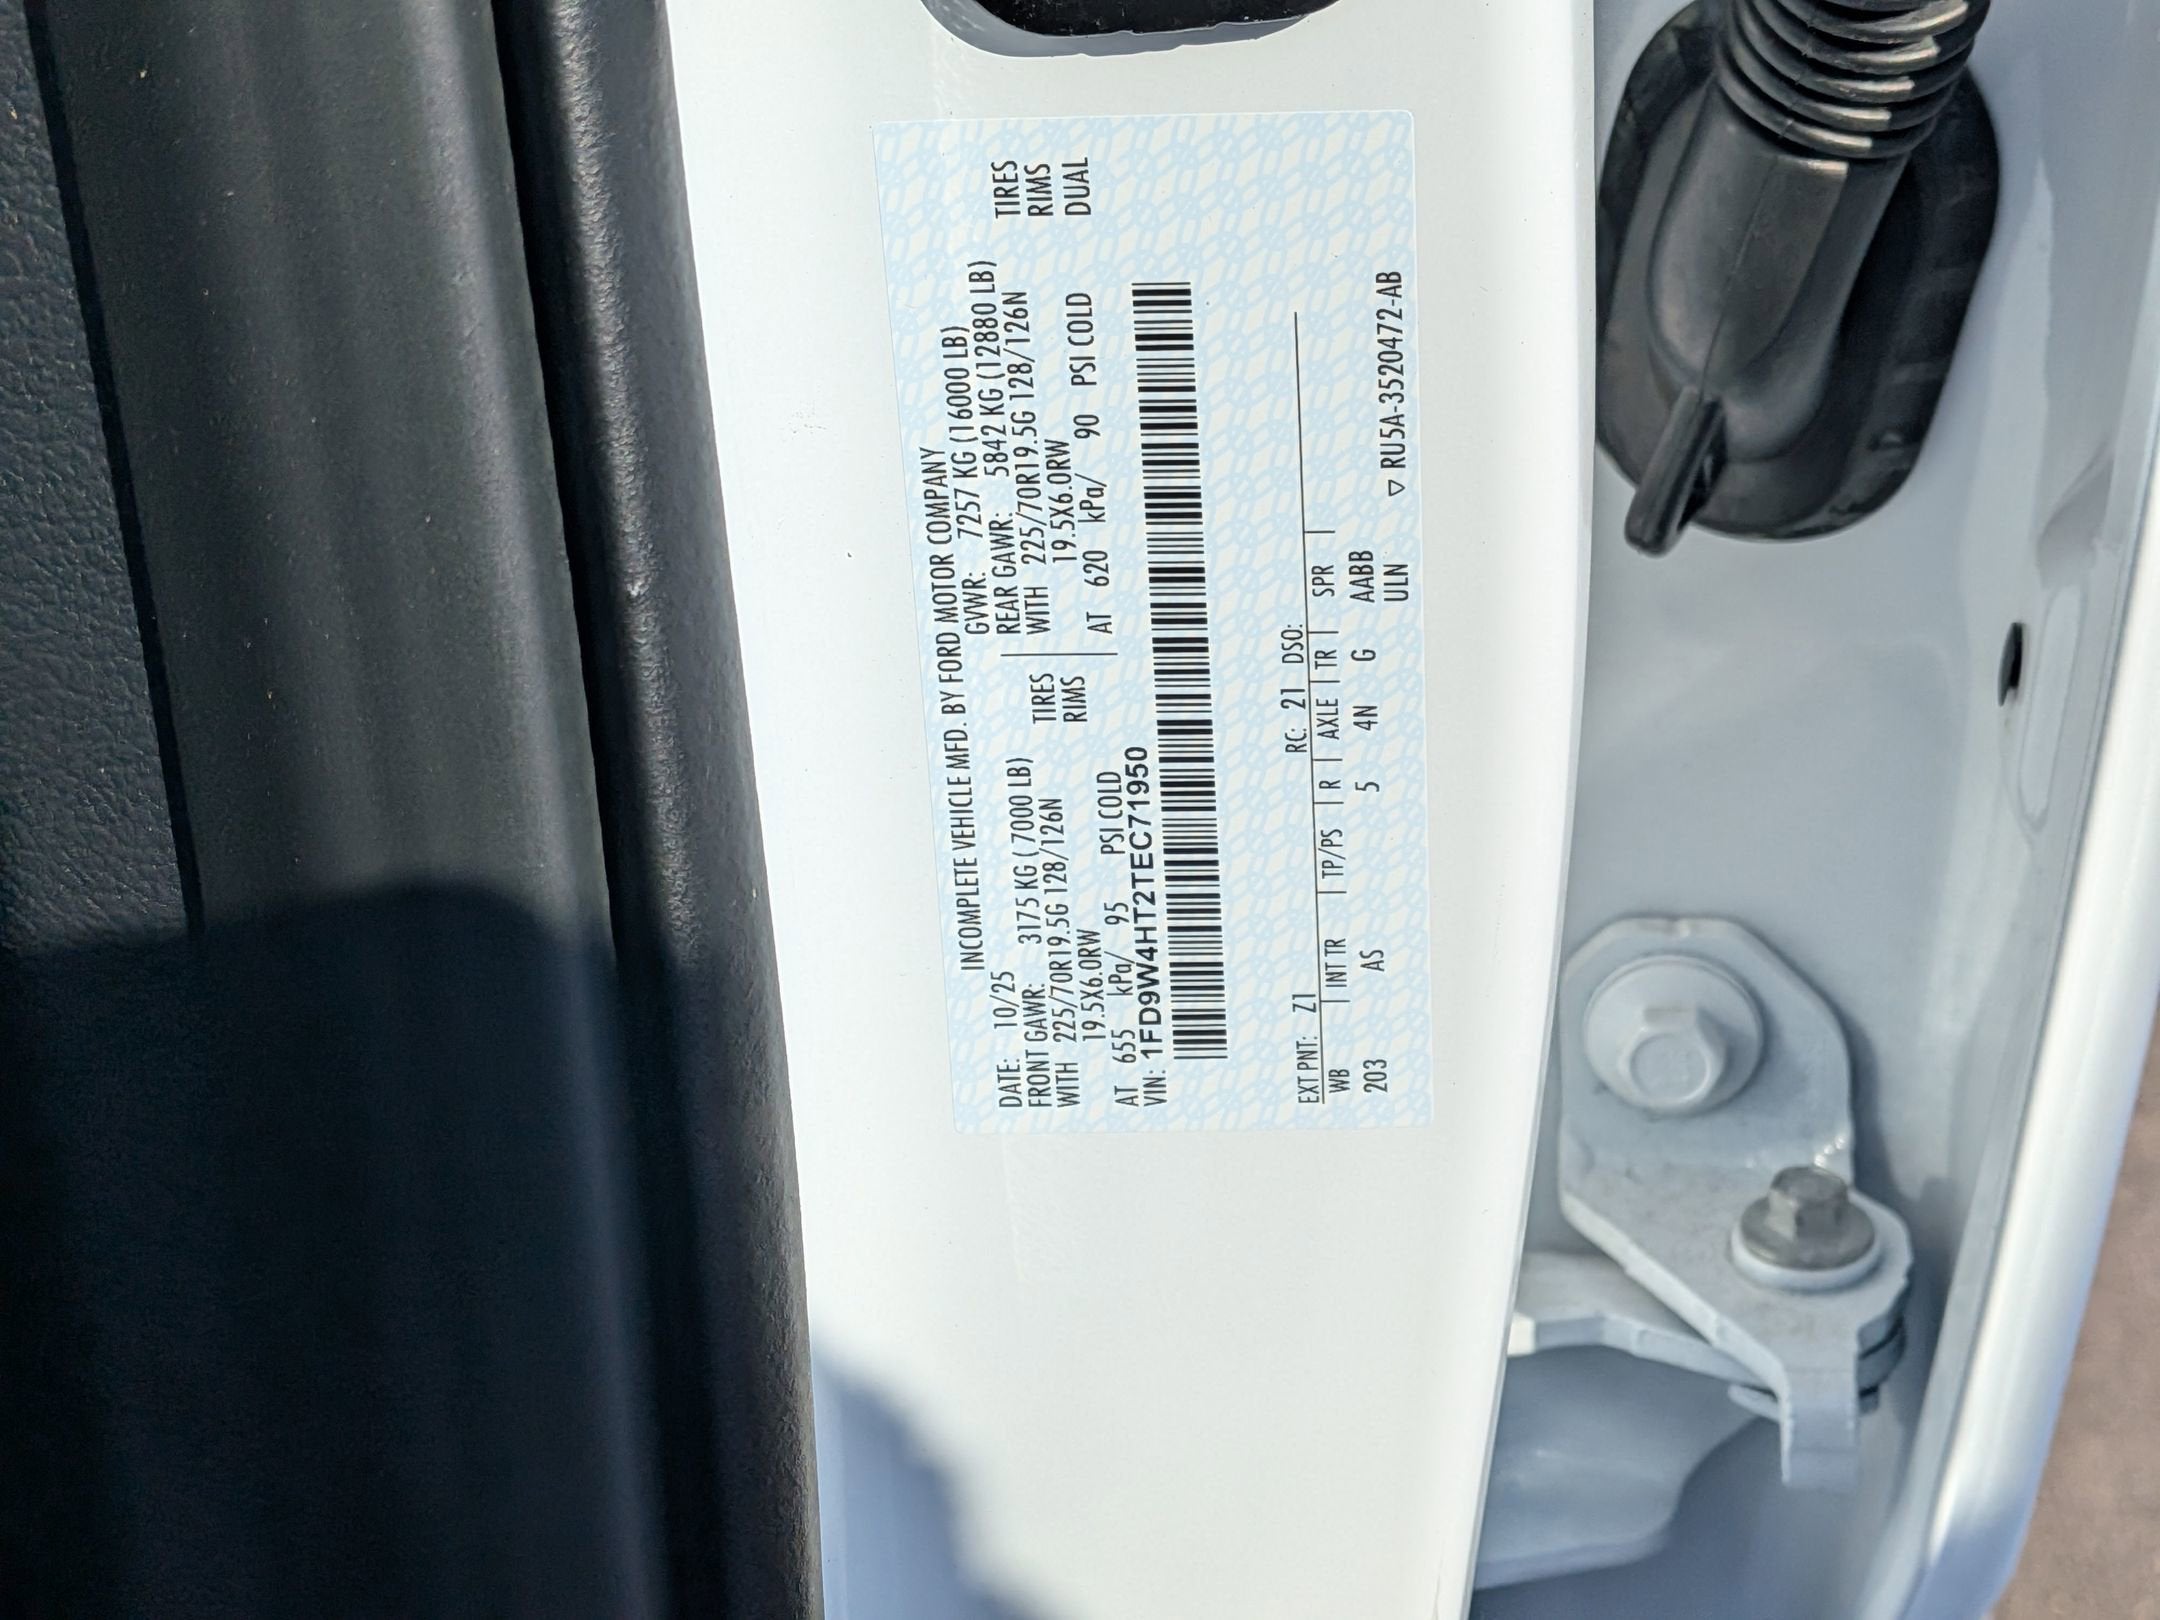 INCOMPLETE VEHICLE MFD. BY FORD MOTOR COMPANY
DATE: 10/25 GVWR: 7257 KG (16000 LB)
FRONT GAWR: 3175 KG (7000 LB) REAR GAWR: 5842 KG (12880 LB)
WITH 225/70R19.5G 128/126N TIRES WITH 225/70R19.5G 128/126N TIRES
19.5X6.0RW RIMS 19.5X6.0RW RIMS
AT 655 kPa/ 95 PSI COLD AT 620 kPa/ 90 PSI COLD DUAL
VIN: 1FD9W4HT2TEC71950
EXT PNT: Z1 RC: 21 DSO:
WB | INT TR | TP/PS | R | AXLE | TR | SPR |
203 AS 5 4N G AABB
ULN ▽ RU5A-3520472-AB